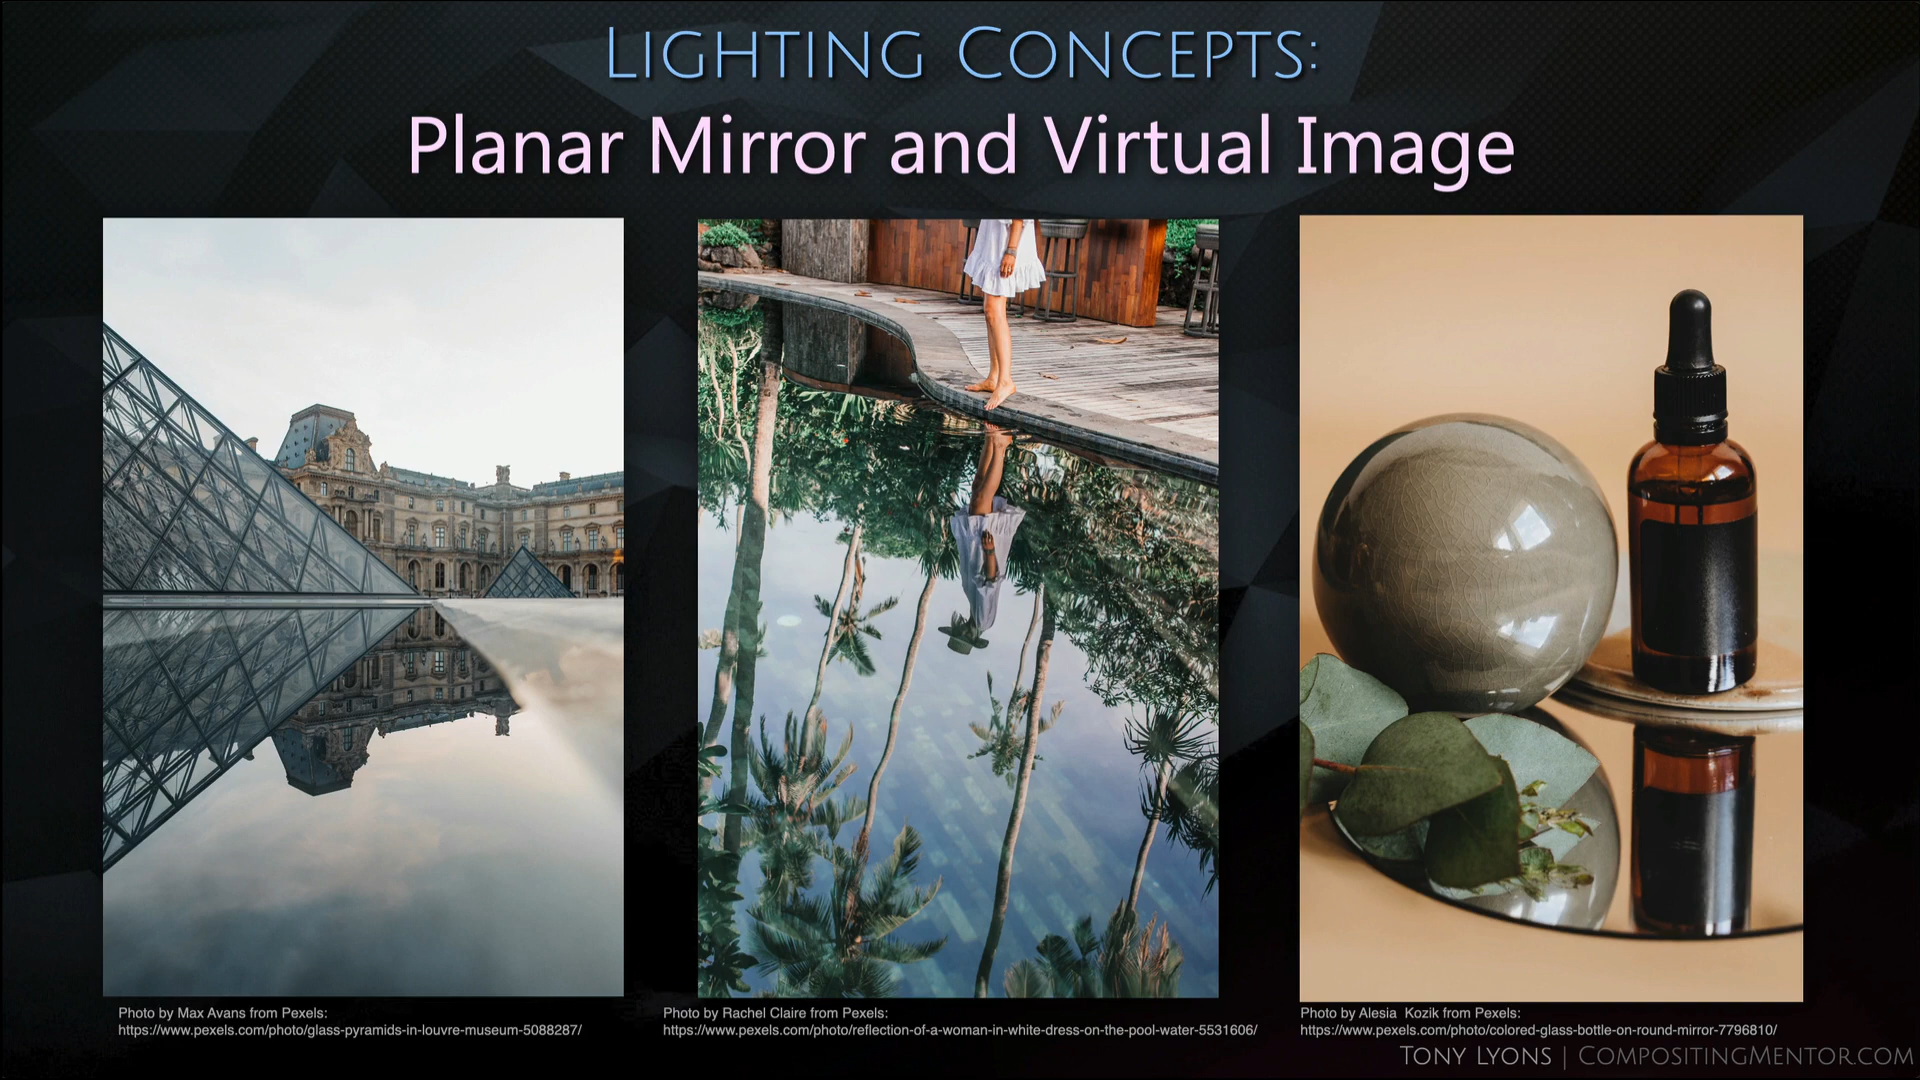 Lighting Concepts:
Planar Mirror and Virtual Image
Photo by Max Avans from Pexels:
https://www.pexels.com/photo/glass-pyramids-in-louvre-museum-5088287/
Photo by Rachel Claire from Pexels:
https://www.pexels.com/photo/reflection-of-a-woman-in-white-dress-on-the-pool-water-5531606/
Photo by Alesia  Kozik from Pexels:
https://www.pexels.com/photo/colored-glass-bottle-on-round-mirror-7796810/
Tony Lyons | CompositingMentor.com